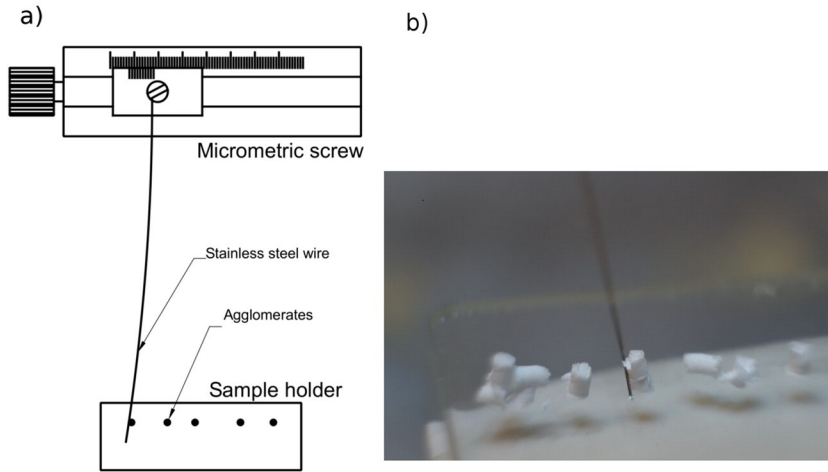 a)
b)
Micrometric screw
Stainless steel wire
Agglomerates
Sample holder